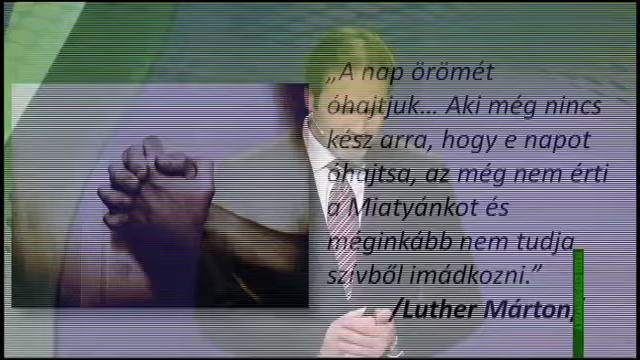 „A nap örömét
óhajtjuk... Aki még nincs
kész arra, hogy e napot
óhajtsa, az még nem érti
a Miatyánkot és
méginkább nem tudja
szívből imádkozni.”
/Luther Márton/